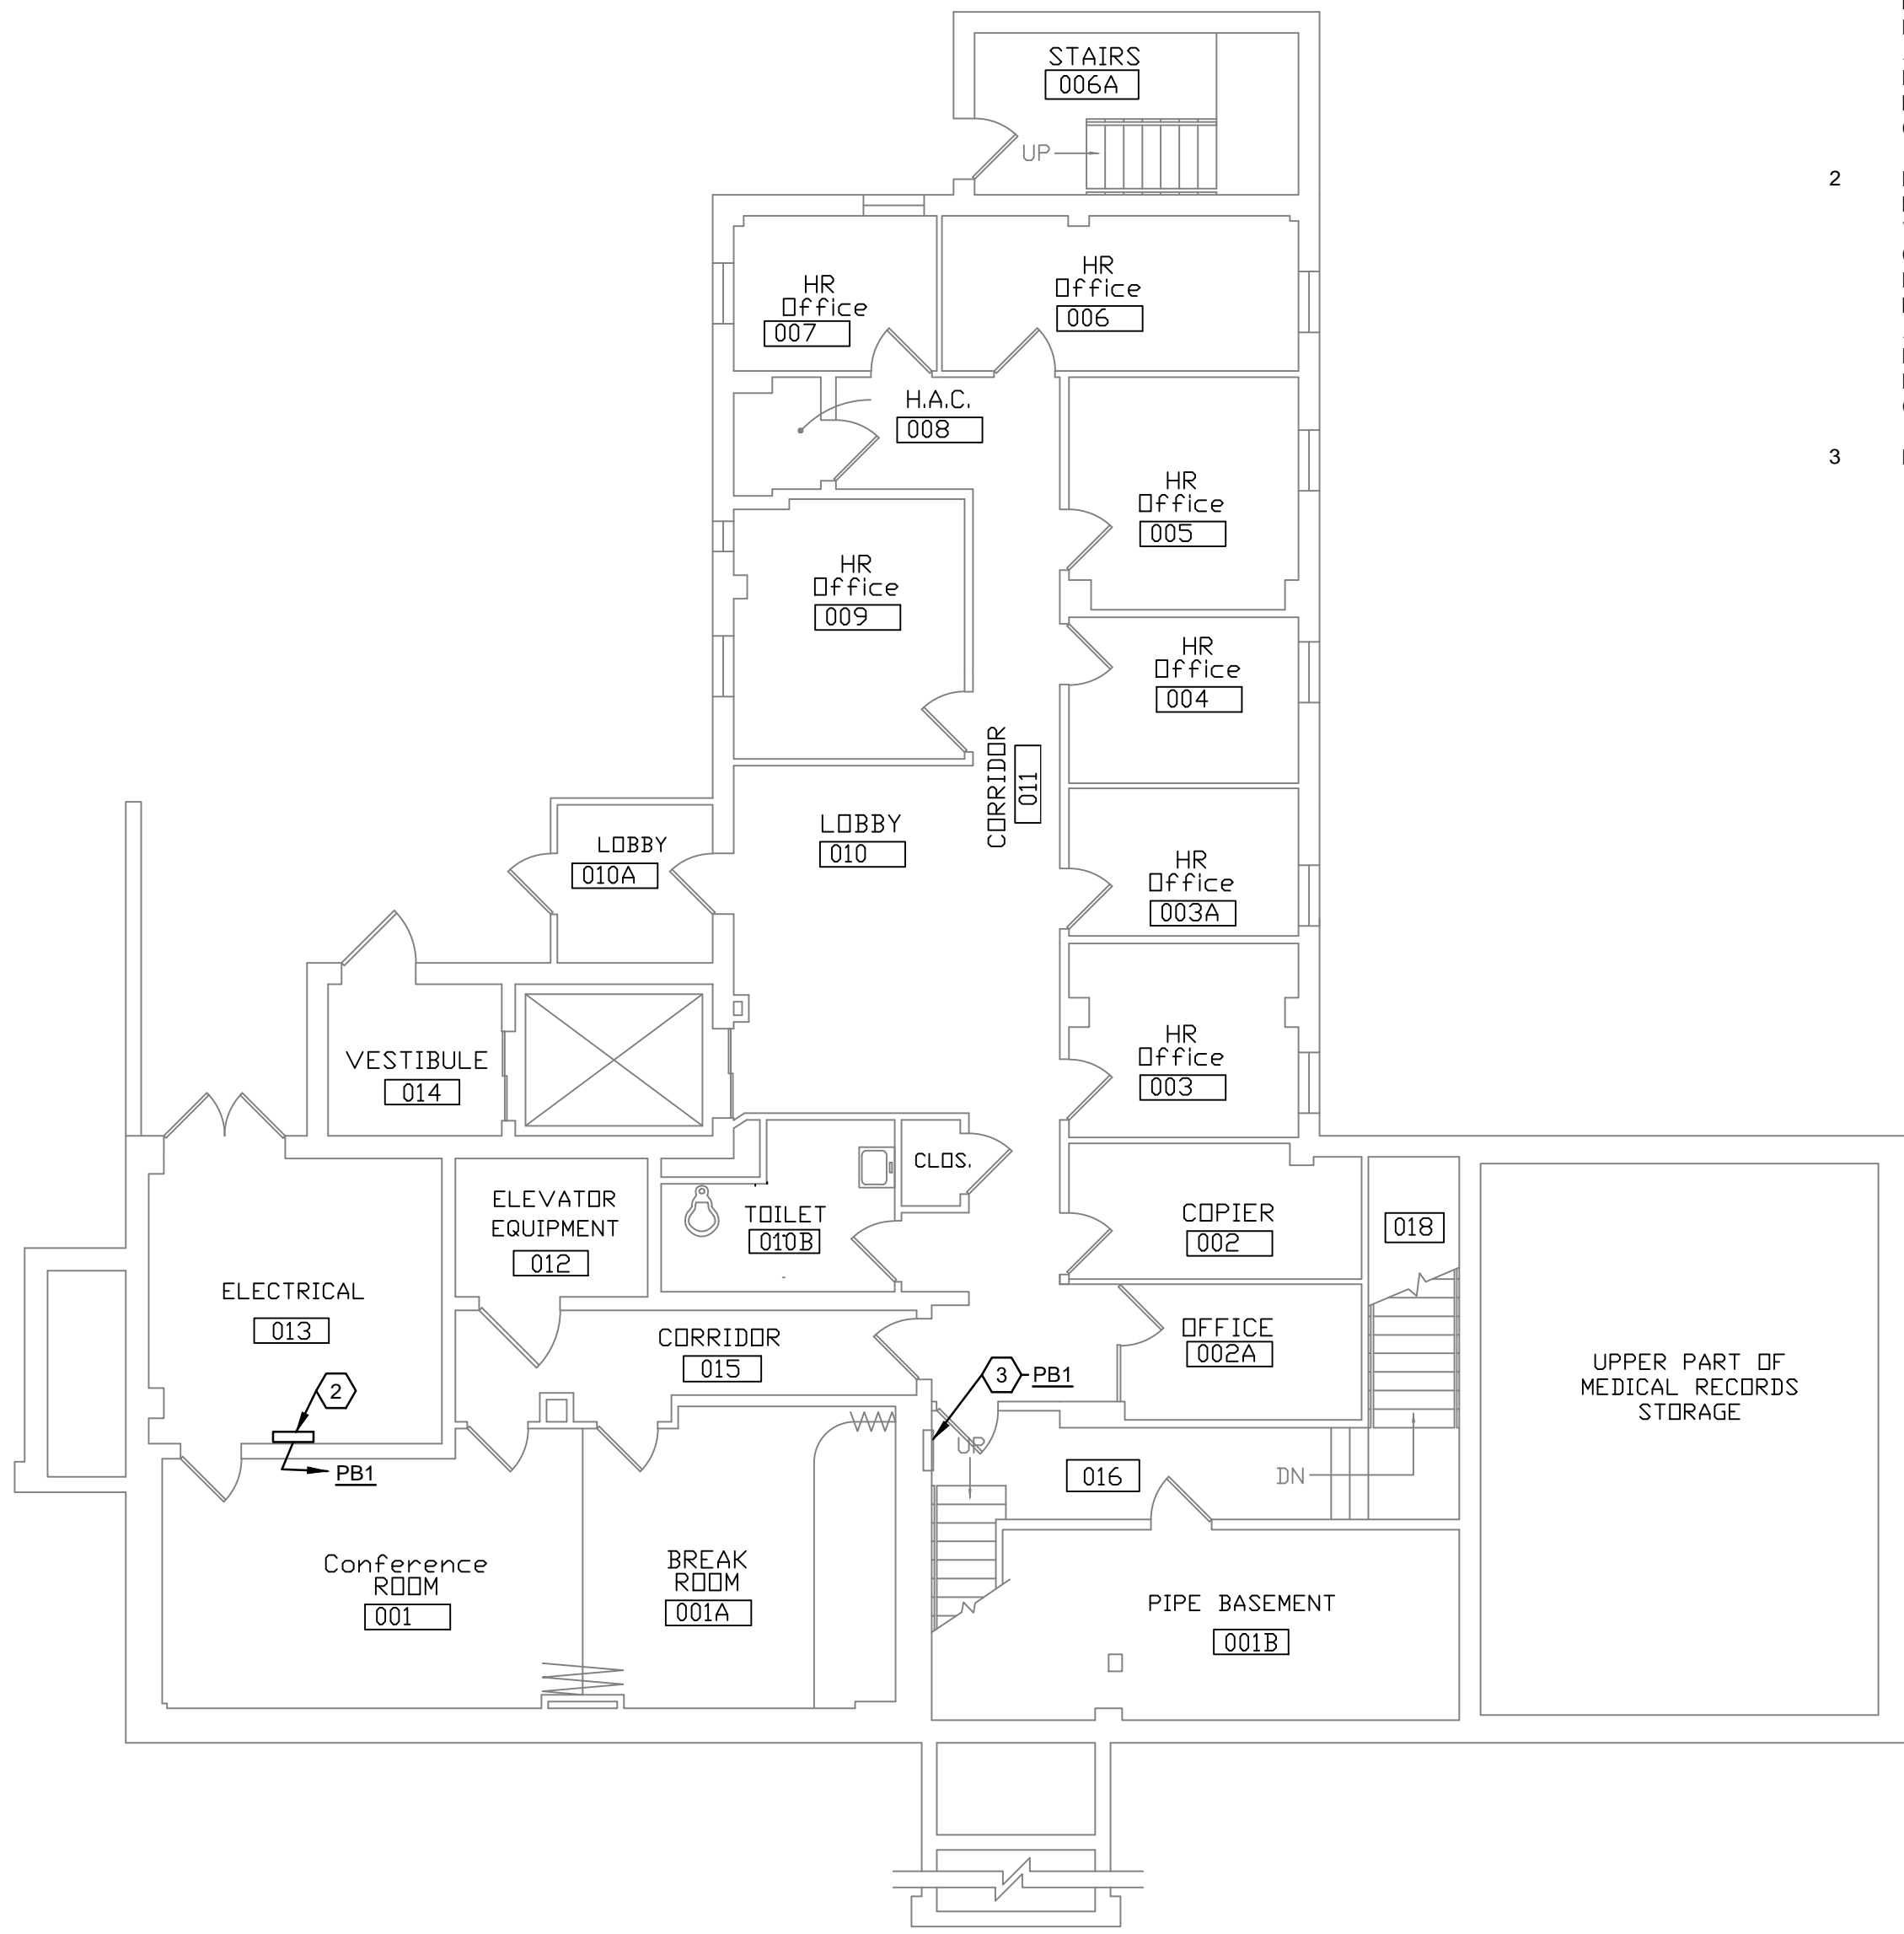 STAIRS
006A
UP
2
HR
Office
007
HR
Office
006
H.A.C.
008
3
HR
Office
005
HR
Office
009
HR
Office
004
CORRIDOR
011
LOBBY
010
LOBBY
010A
HR
Office
003A
VESTIBULE
014
HR
Office
003
CLOS.
ELEVATOR
EQUIPMENT
012
TOILET
010B
COPIER
002
018
ELECTRICAL
013
CORRIDOR
015
OFFICE
002A
UPPER PART OF
MEDICAL RECORDS
STORAGE
2
PB1
3
PB1
UP
016
DN
Conference
ROOM
001
BREAK
ROOM
001A
PIPE BASEMENT
001B